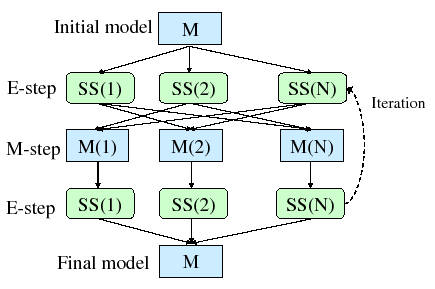 Initial model M
E-step SS(1) SS(2) SS(N)
Iteration
M-step M(1) M(2) M(N)
E-step SS(1) SS(2) SS(N)
Final model M